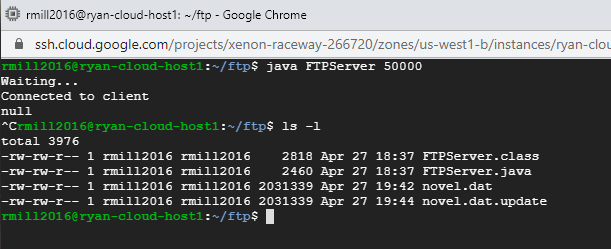 rmill2016@ryan-cloud-host1: ~/ftp - Google Chrome
ssh.cloud.google.com/projects/xenon-raceway-266720/zones/us-west1-b/instances/ryan-clou
rmill2016@ryan-cloud-host1:~/ftp$ java FTPServer 50000
Waiting...
Connected to client
null
^Crmill2016@ryan-cloud-host1:~/ftp$ ls -l
total 3976
-rw-rw-r-- 1 rmill2016 rmill2016    2818 Apr 27 18:37 FTPServer.class
-rw-rw-r-- 1 rmill2016 rmill2016    2460 Apr 27 18:37 FTPServer.java
-rw-rw-r-- 1 rmill2016 rmill2016 2031339 Apr 27 19:42 novel.dat
-rw-rw-r-- 1 rmill2016 rmill2016 2031339 Apr 27 19:44 novel.dat.update
rmill2016@ryan-cloud-host1:~/ftp$